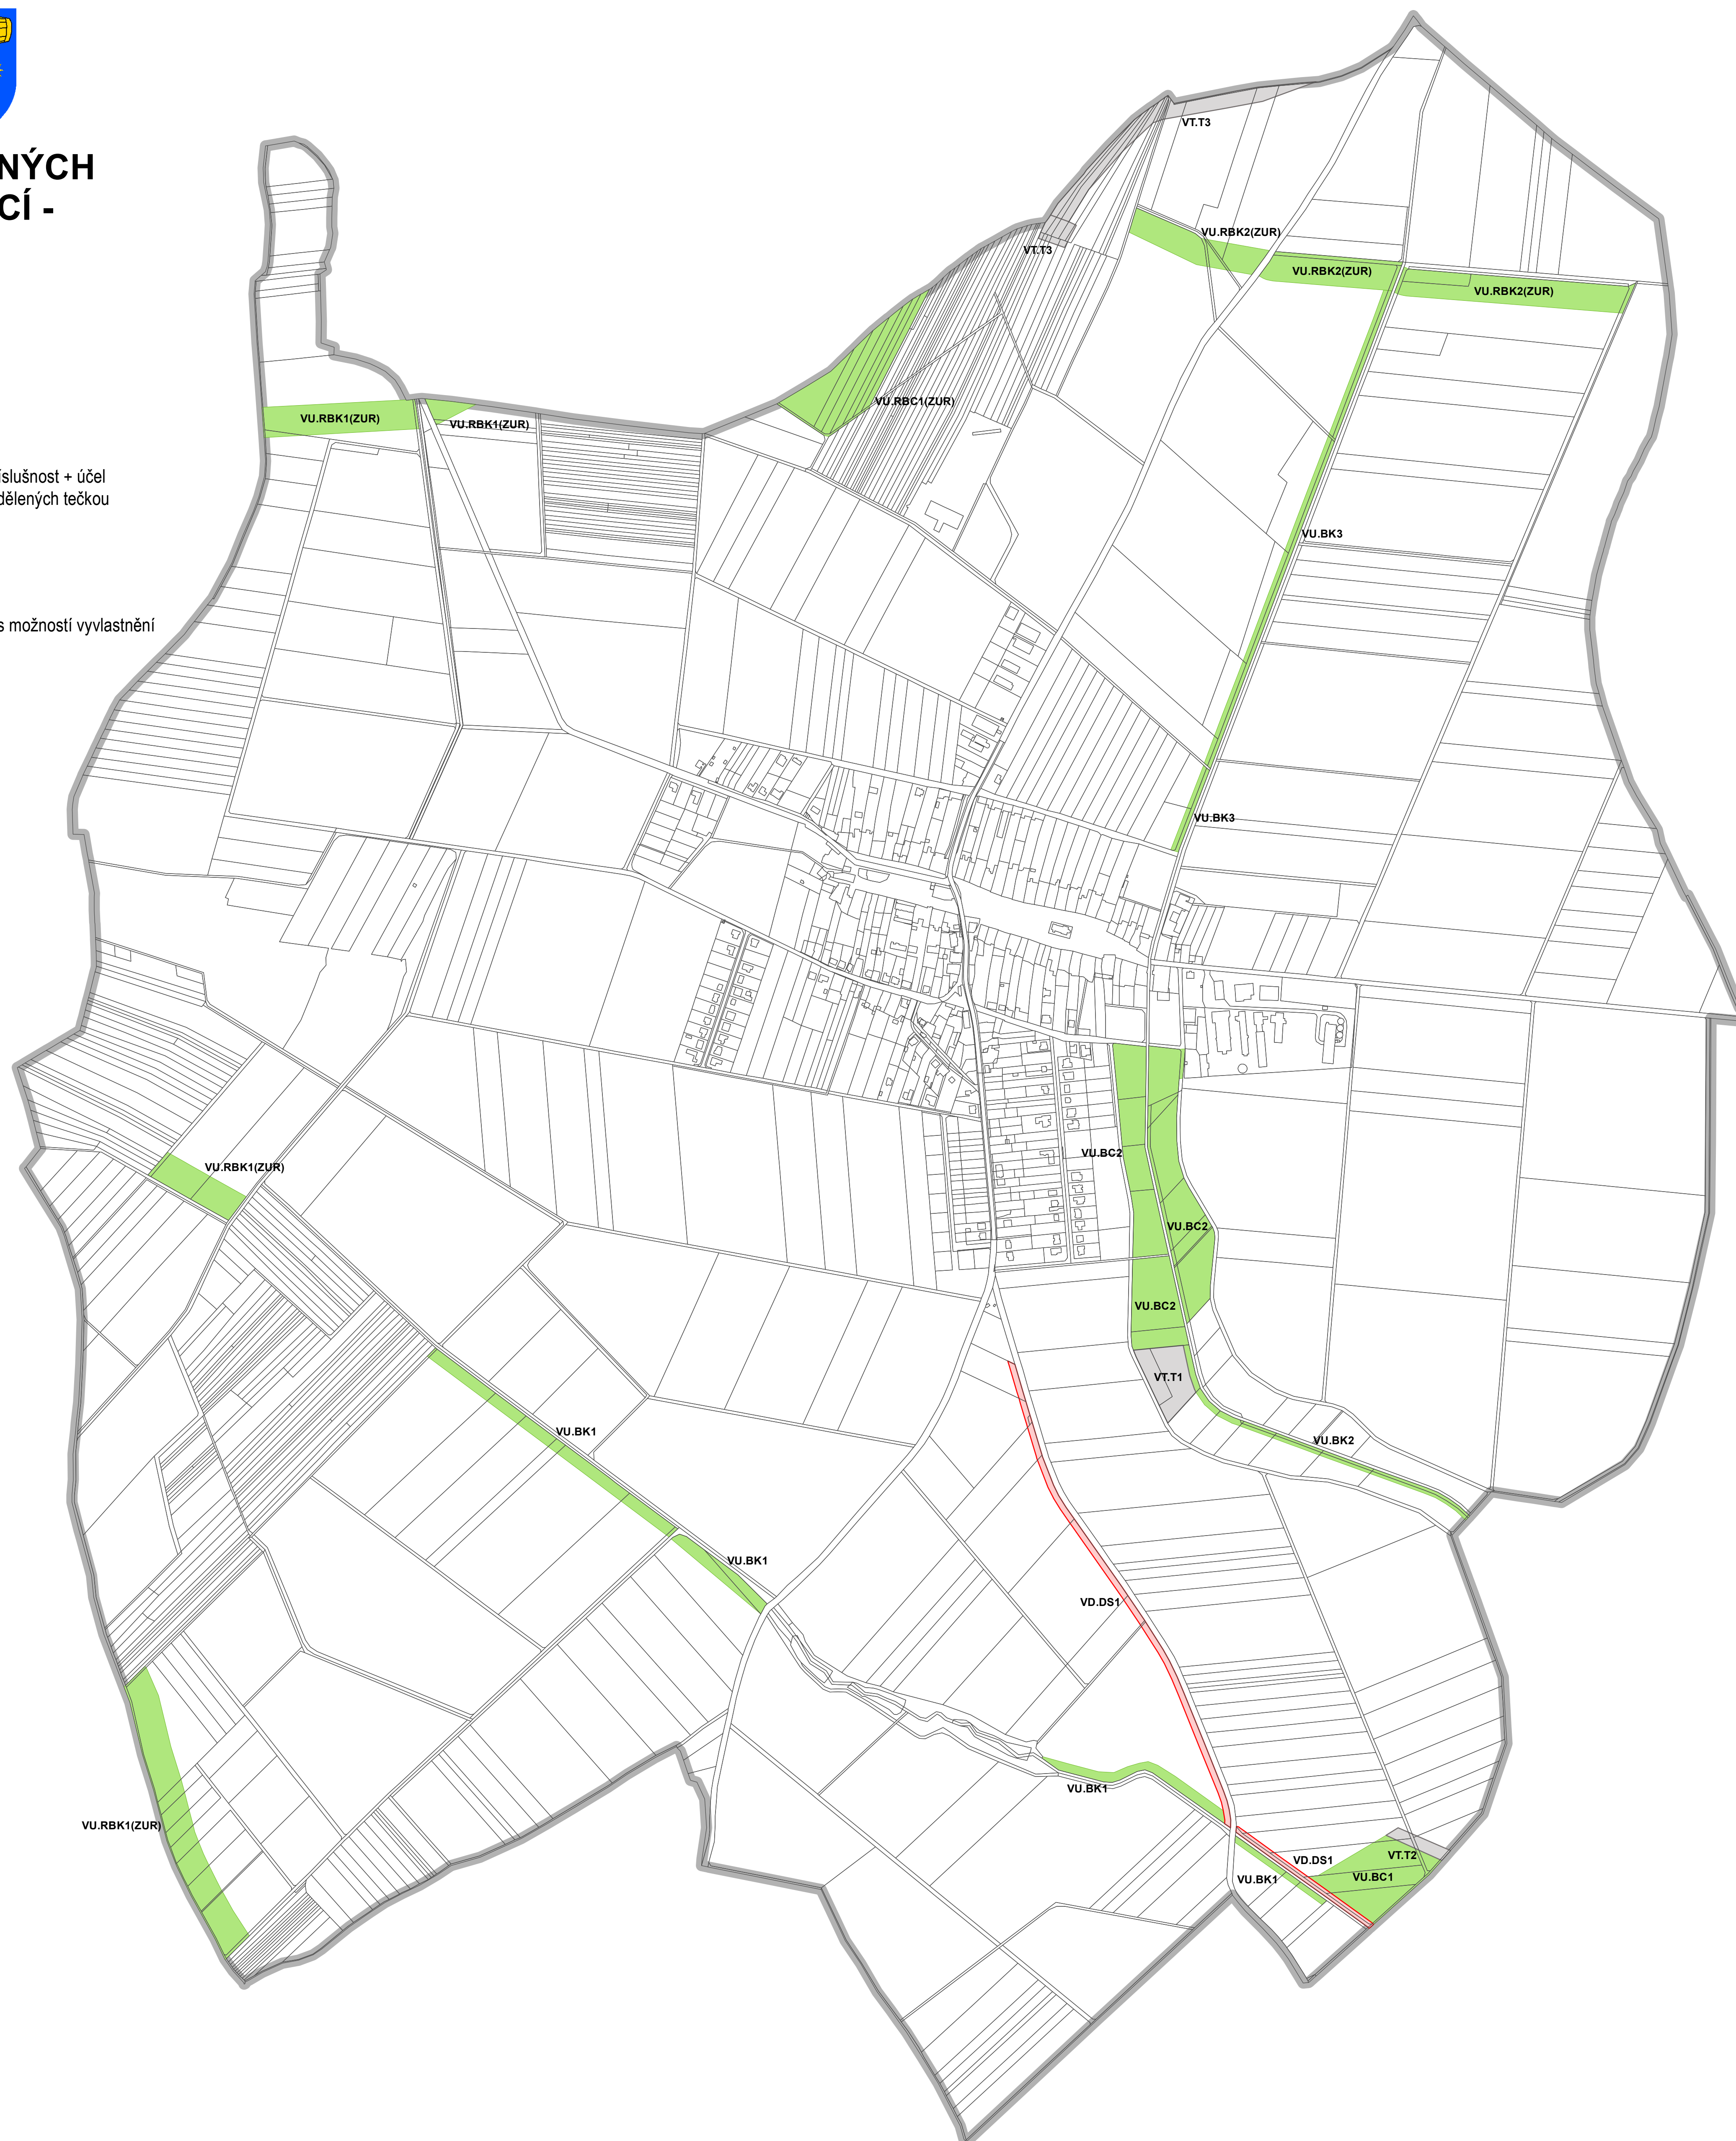 NÝCH
CÍ -
íslušnost + účel
dělených tečkou
s možností vyvlastnění
VT.T3
VU.RBK2(ZUR)
VT.T3
VU.RBK2(ZUR)
VU.RBK2(ZUR)
VU.RBC1(ZUR)
VU.RBK1(ZUR)
VU.RBK1(ZUR)
VU.BK3
VU.BK3
VU.BC2
VU.RBK1(ZUR)
VU.BC2
VU.BC2
VT.T1
VU.BK1
VU.BK2
VU.BK1
VD.DS1
VU.BK1
VU.RBK1(ZUR)
VT.T2
VD.DS1
VU.BC1
VU.BK1